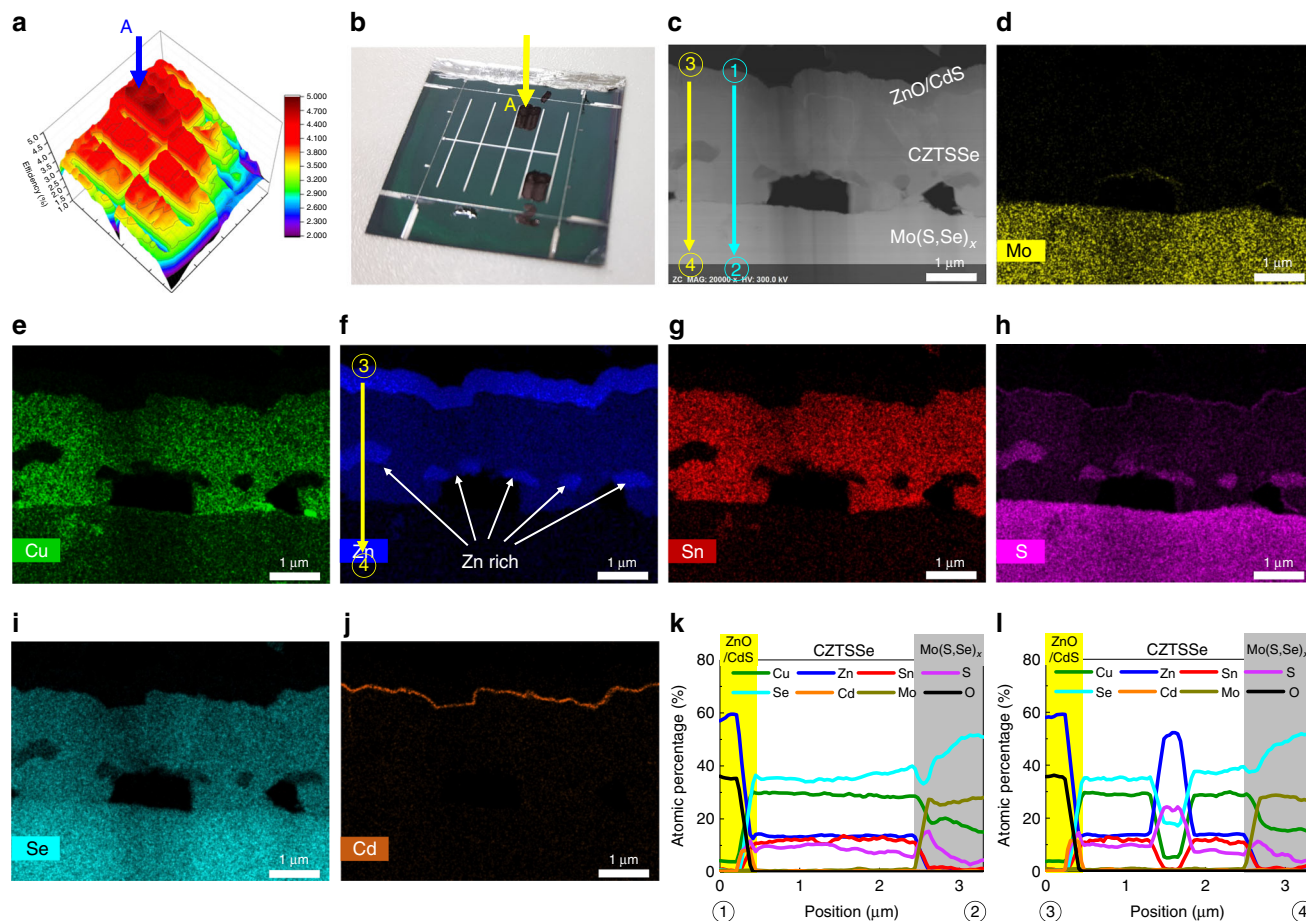 a
A
5.000
4.700
4.400
4.100
3.800
3.500
3.200
2.900
2.600
2.300
2.000
Efficiency (%)
b
A
c
③
①
ZnO/CdS
CZTSSe
Mo(S,Se)x
④
②
ZC MAG: 20000 x HV: 300.0 kV
1 μm
d
Mo
1 μm
e
Cu
1 μm
f
③
Zn
④
Zn rich
1 μm
g
Sn
1 μm
h
S
1 μm
i
Se
1 μm
j
Cd
1 μm
k
ZnO
/CdS
CZTSSe
Mo(S,Se)x
Cu Zn Sn S
Se Cd Mo O
Atomic percentage (%)
80
60
40
20
0
0 1 2 3
① Position (μm) ②
l
ZnO
/CdS
CZTSSe
Mo(S,Se)x
Cu Zn Sn S
Se Cd Mo O
Atomic percentage (%)
80
60
40
20
0
0 1 2 3
③ Position (μm) ④